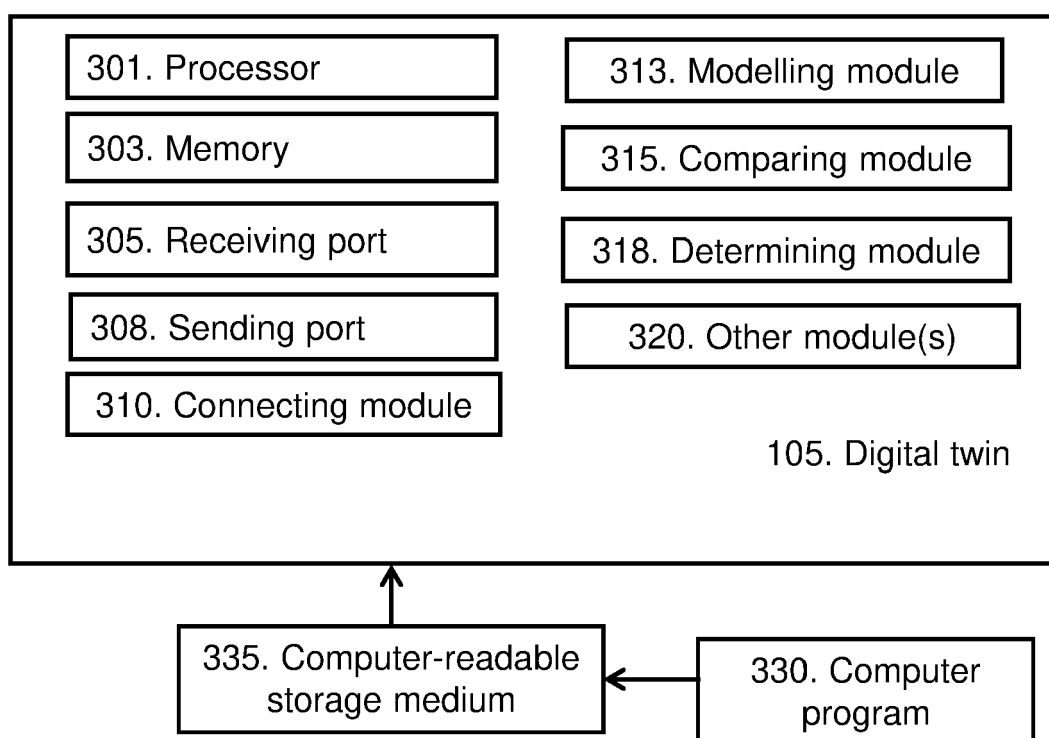 301. Processor
303. Memory
305. Receiving port
308. Sending port
310. Connecting module
313. Modelling module
315. Comparing module
318. Determining module
320. Other module(s)
105. Digital twin
335. Computer-readable
storage medium
330. Computer
program